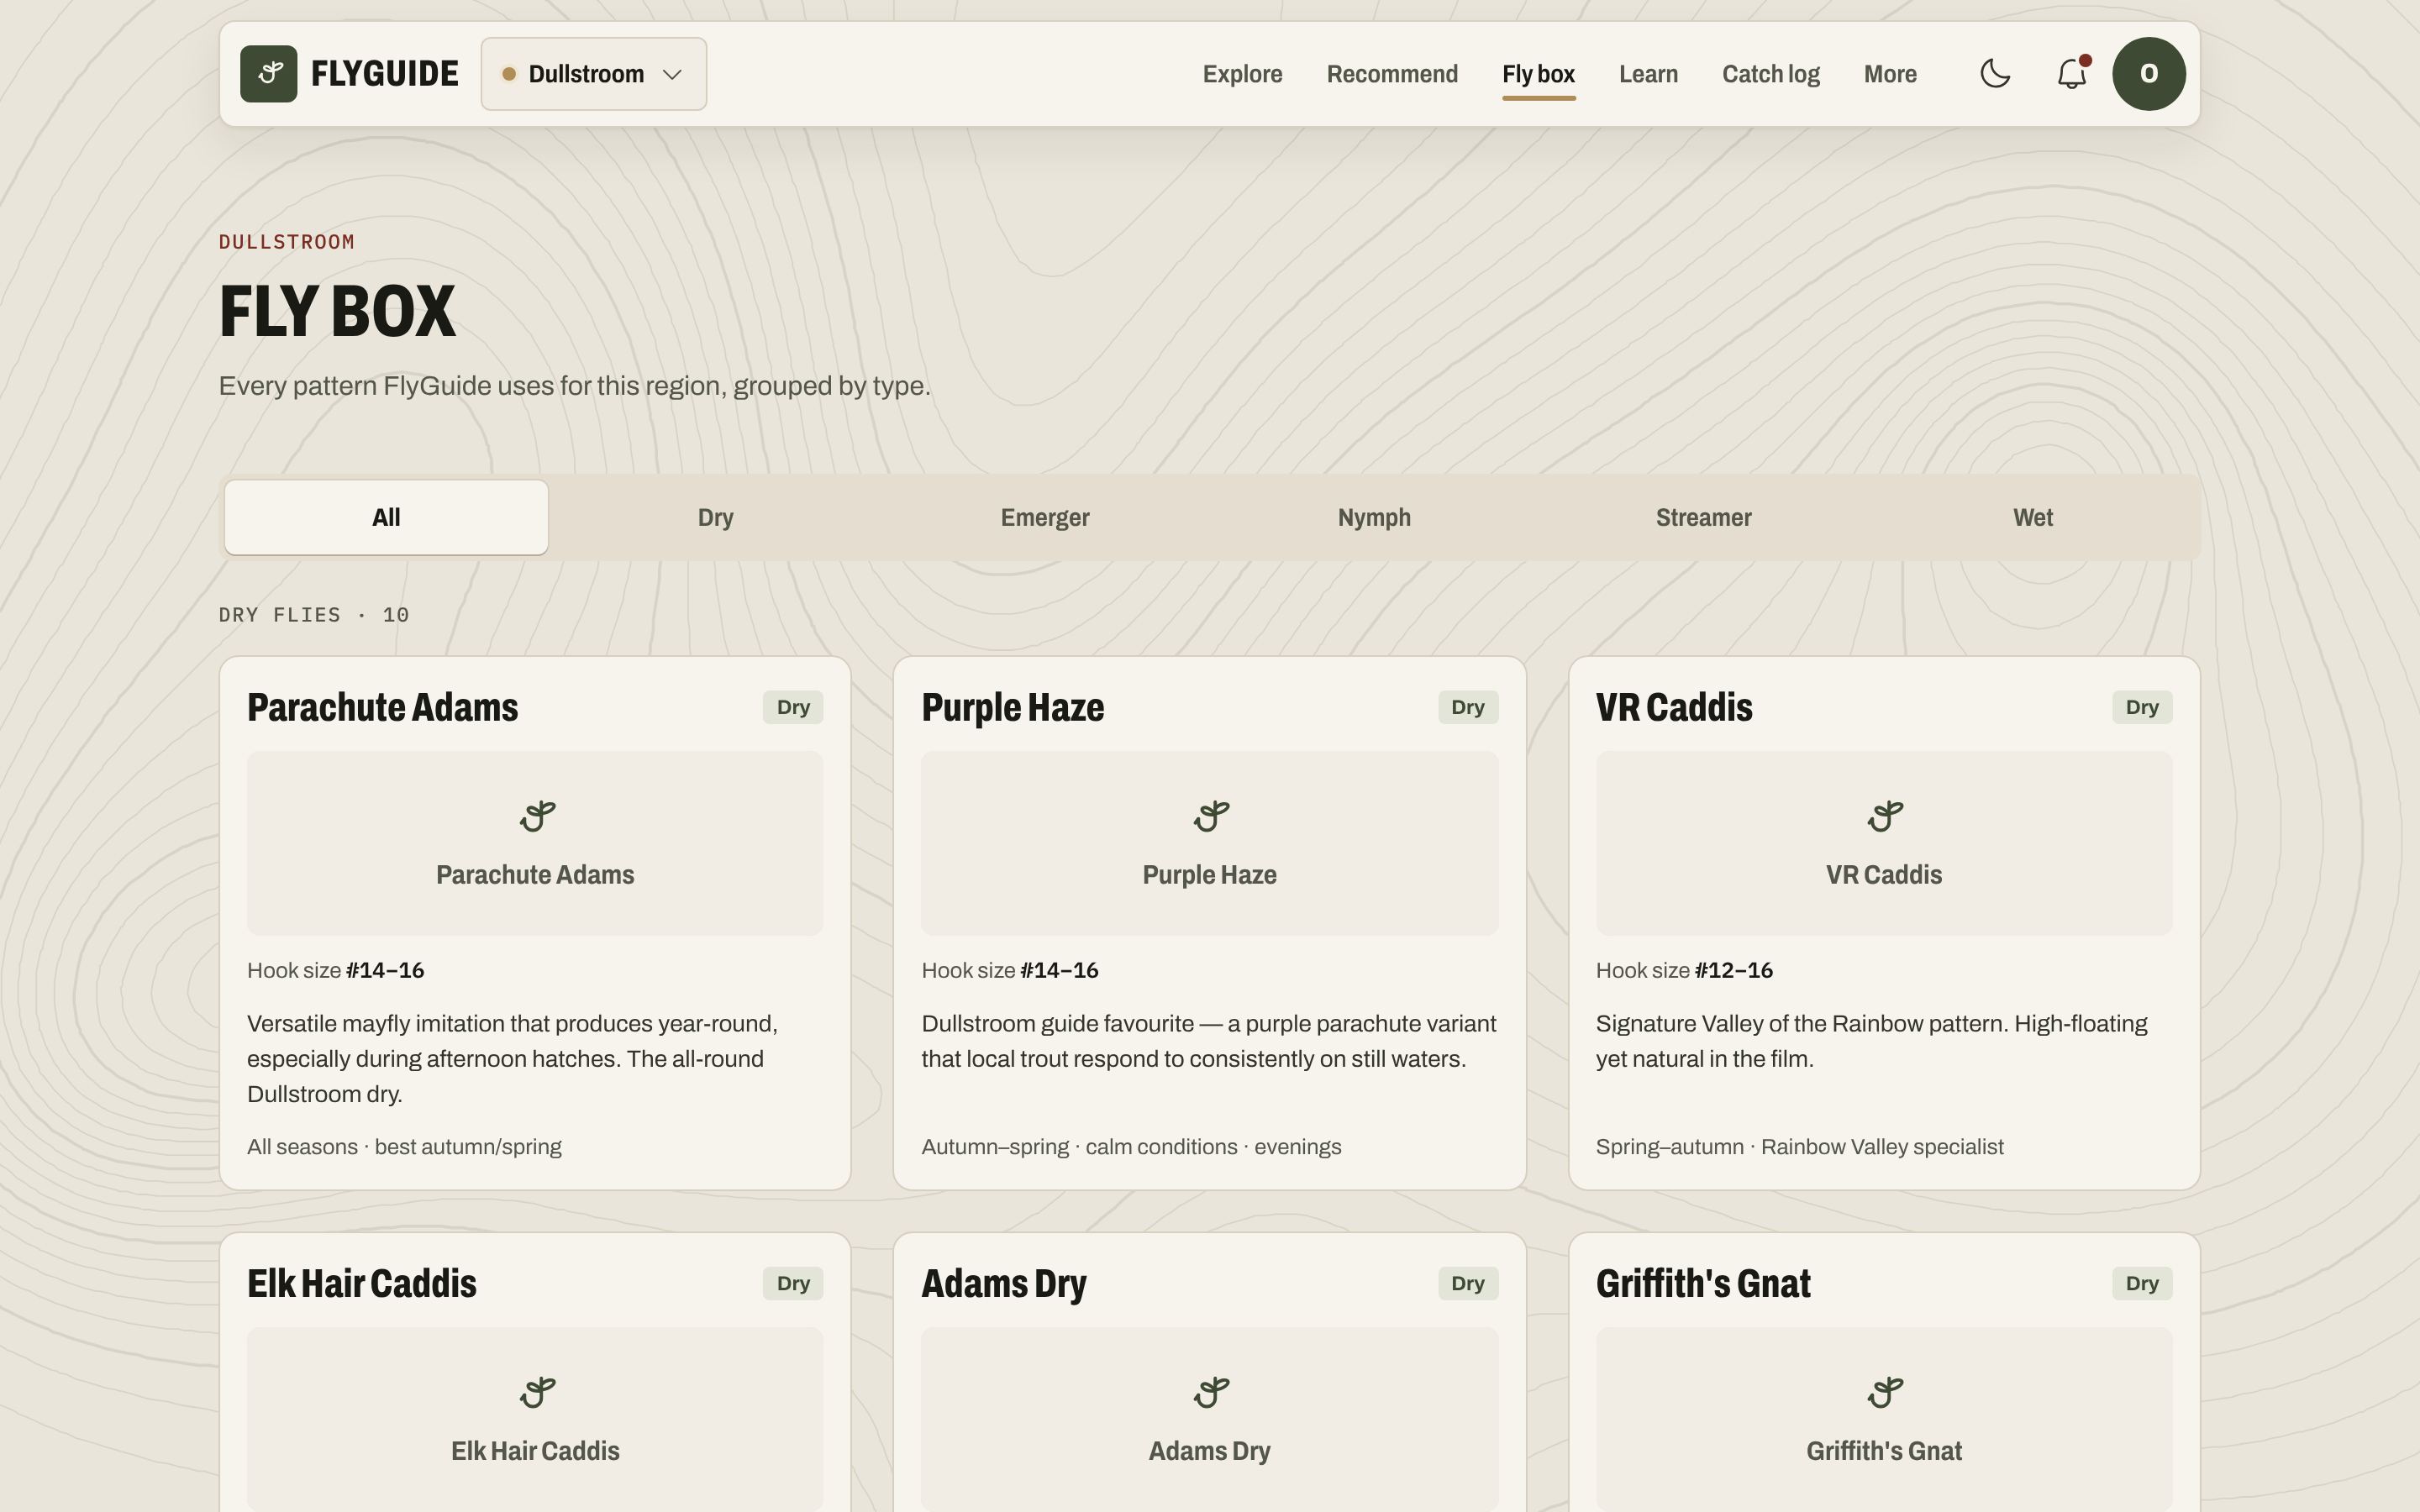 FLYGUIDE
Dullstroom
Explore
Recommend
Fly box
Learn
Catch log
More
O
DULLSTROOM
FLY BOX
Every pattern FlyGuide uses for this region, grouped by type.
All
Dry
Emerger
Nymph
Streamer
Wet
DRY FLIES · 10
Parachute Adams
Dry
Parachute Adams
Hook size #14–16
Versatile mayfly imitation that produces year-round,
especially during afternoon hatches. The all-round
Dullstroom dry.
All seasons · best autumn/spring
Purple Haze
Dry
Purple Haze
Hook size #14–16
Dullstroom guide favourite — a purple parachute variant
that local trout respond to consistently on still waters.
Autumn–spring · calm conditions · evenings
VR Caddis
Dry
VR Caddis
Hook size #12–16
Signature Valley of the Rainbow pattern. High-floating
yet natural in the film.
Spring–autumn · Rainbow Valley specialist
Elk Hair Caddis
Dry
Elk Hair Caddis
Adams Dry
Dry
Adams Dry
Griffith's Gnat
Dry
Griffith's Gnat